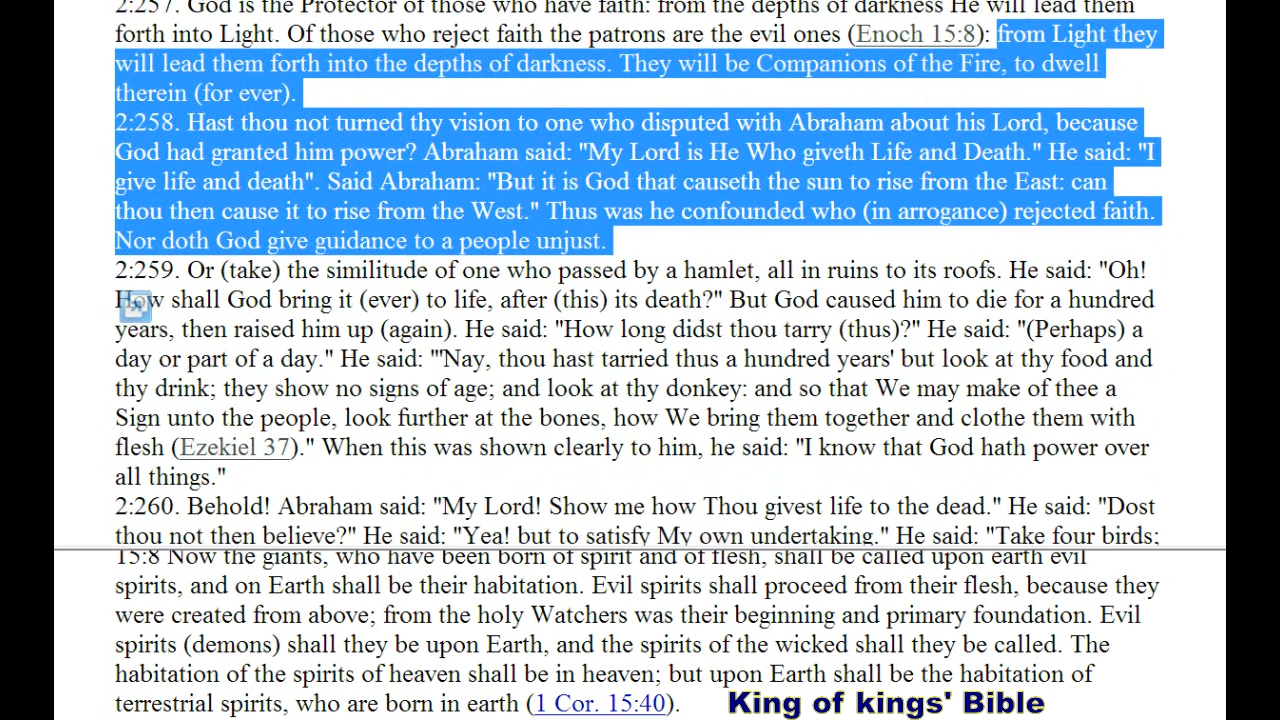 2:257. God is the Protector of those who have faith: from the depths of darkness He will lead them
forth into Light. Of those who reject faith the patrons are the evil ones (Enoch 15:8): from Light they
will lead them forth into the depths of darkness. They will be Companions of the Fire, to dwell
therein (for ever).
2:258. Hast thou not turned thy vision to one who disputed with Abraham about his Lord, because
God had granted him power? Abraham said: "My Lord is He Who giveth Life and Death." He said: "I
give life and death". Said Abraham: "But it is God that causeth the sun to rise from the East: can
thou then cause it to rise from the West." Thus was he confounded who (in arrogance) rejected faith.
Nor doth God give guidance to a people unjust.
2:259. Or (take) the similitude of one who passed by a hamlet, all in ruins to its roofs. He said: "Oh!
How shall God bring it (ever) to life, after (this) its death?" But God caused him to die for a hundred
years, then raised him up (again). He said: "How long didst thou tarry (thus)?" He said: "(Perhaps) a
day or part of a day." He said: "'Nay, thou hast tarried thus a hundred years' but look at thy food and
thy drink; they show no signs of age; and look at thy donkey: and so that We may make of thee a
Sign unto the people, look further at the bones, how We bring them together and clothe them with
flesh (Ezekiel 37)." When this was shown clearly to him, he said: "I know that God hath power over
all things."
2:260. Behold! Abraham said: "My Lord! Show me how Thou givest life to the dead." He said: "Dost
thou not then believe?" He said: "Yea! but to satisfy My own undertaking." He said: "Take four birds;
15:8 Now the giants, who have been born of spirit and of flesh, shall be called upon earth evil
spirits, and on Earth shall be their habitation. Evil spirits shall proceed from their flesh, because they
were created from above; from the holy Watchers was their beginning and primary foundation. Evil
spirits (demons) shall they be upon Earth, and the spirits of the wicked shall they be called. The
habitation of the spirits of heaven shall be in heaven; but upon Earth shall be the habitation of
terrestrial spirits, who are born in earth (1 Cor. 15:40).
King of kings' Bible